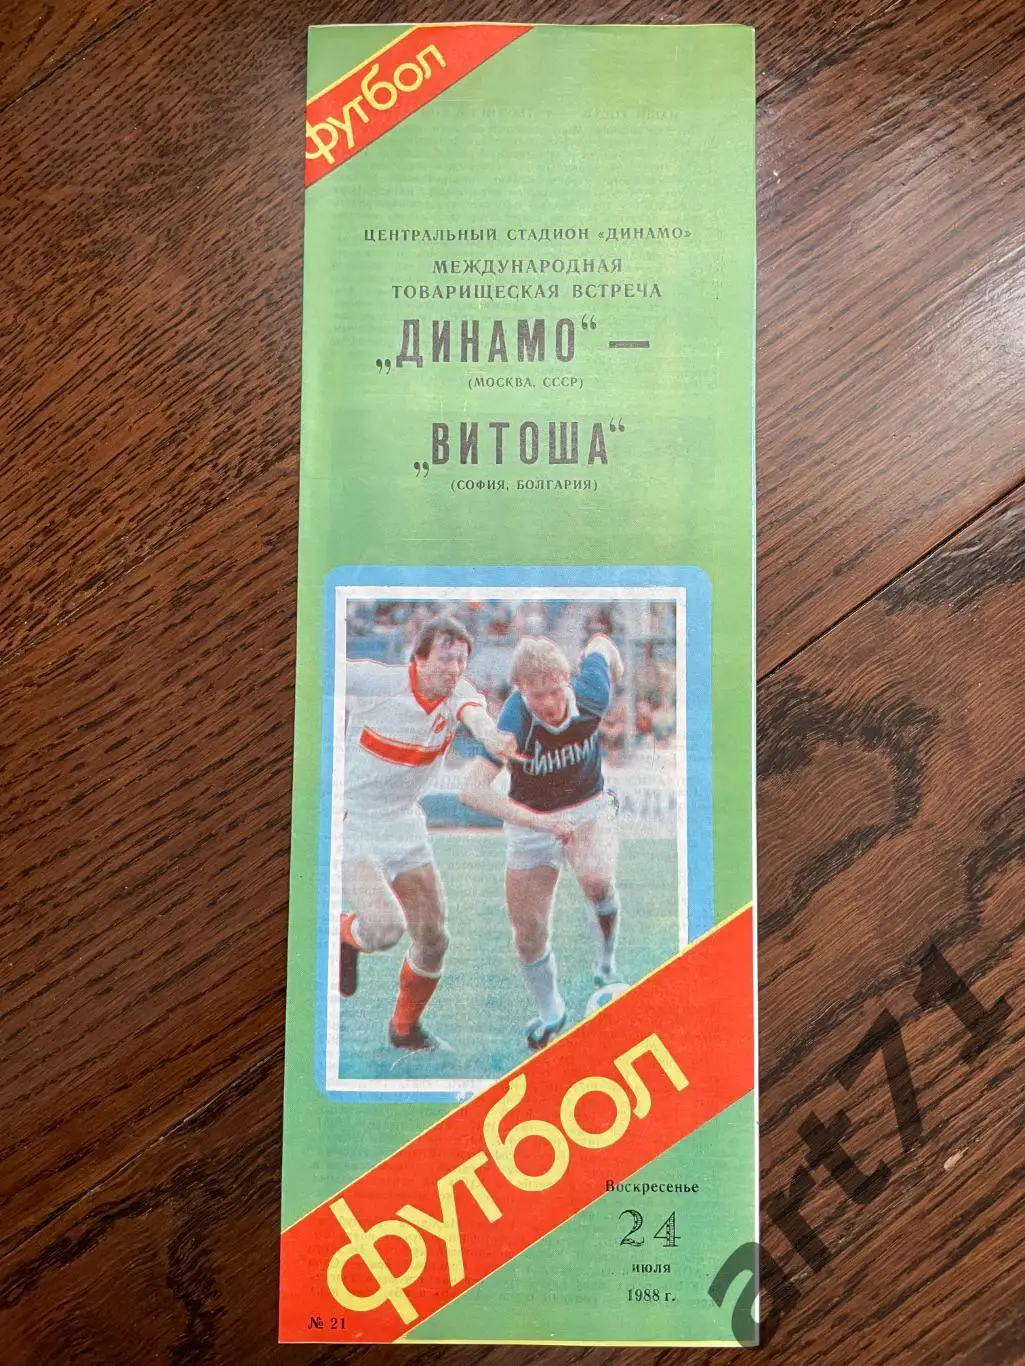 футбол
ЦЕНТРАЛЬНЫЙ СТАДИОН «ДИНАМО»
МЕЖДУНАРОДНАЯ
ТОВАРИЩЕСКАЯ ВСТРЕЧА
„ДИНАМО“ —
(МОСКВА, СССР)
„ВИТОША“
(СОФИЯ, БОЛГАРИЯ)
ДИНАМО
футбол
Воскресенье
24
июля
1988 г.
№ 21
art71